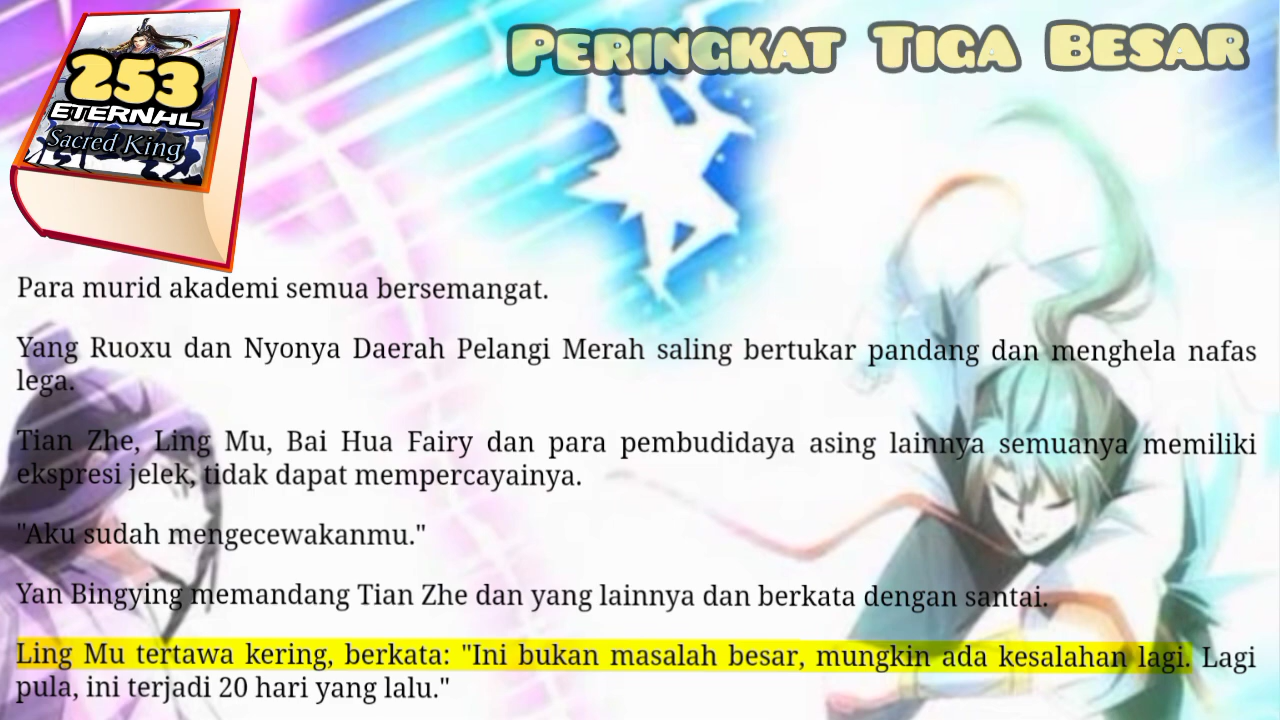 253
ETERNAL
Sacred King
PERINGKAT TIGA BESAR
Para murid akademi semua bersemangat.
Yang Ruoxu dan Nyonya Daerah Pelangi Merah saling bertukar pandang dan menghela nafas
lega.
Tian Zhe, Ling Mu, Bai Hua Fairy dan para pembudidaya asing lainnya semuanya memiliki
ekspresi jelek, tidak dapat mempercayainya.
"Aku sudah mengecewakanmu."
Yan Bingying memandang Tian Zhe dan yang lainnya dan berkata dengan santai.
Ling Mu tertawa kering, berkata: "Ini bukan masalah besar, mungkin ada kesalahan lagi. Lagi
pula, ini terjadi 20 hari yang lalu."